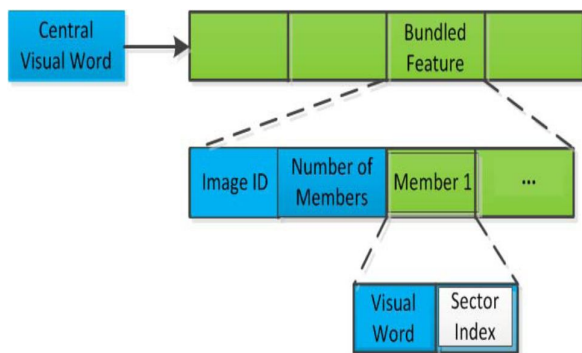 Central
Visual Word
Bundled
Feature
Image ID
Number of
Members
Member 1
...
Visual
Word
Sector
Index